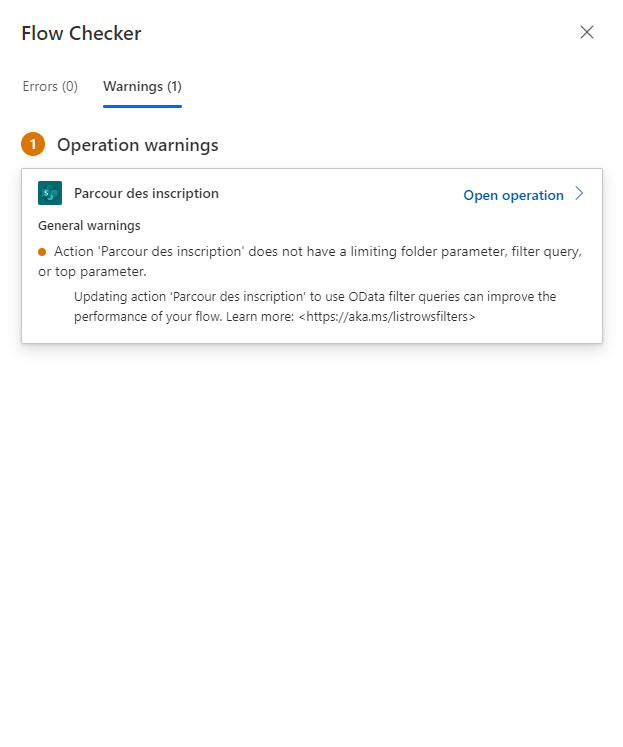 Flow Checker
Errors (0)
Warnings (1)
1
Operation warnings
S
Parcour des inscription
Open operation
General warnings
Action 'Parcour des inscription' does not have a limiting folder parameter, filter query,
or top parameter.
Updating action 'Parcour des inscription' to use OData filter queries can improve the
performance of your flow. Learn more: <https://aka.ms/listrowsfilters>